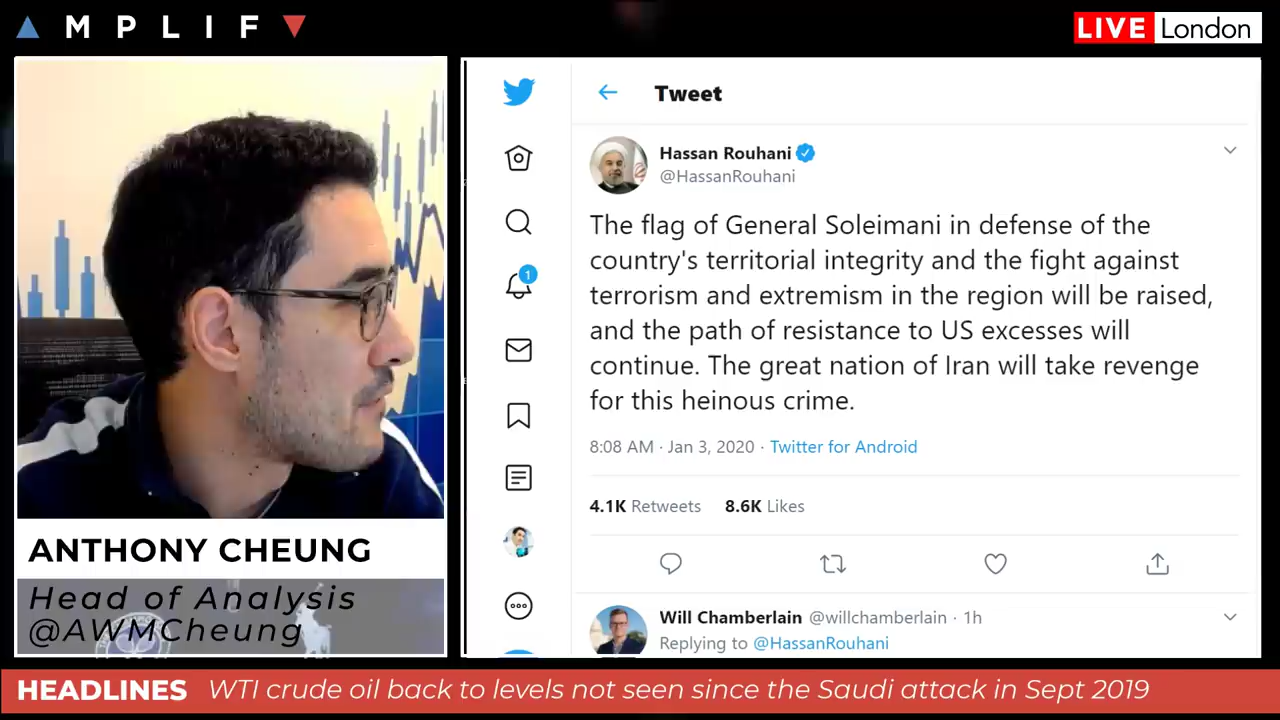 AMPLIFY
LIVE London
Tweet
Hassan Rouhani
@HassanRouhani
The flag of General Soleimani in defense of the
country's territorial integrity and the fight against
terrorism and extremism in the region will be raised,
and the path of resistance to US excesses will
continue. The great nation of Iran will take revenge
for this heinous crime.
8:08 AM · Jan 3, 2020 · Twitter for Android
4.1K Retweets 8.6K Likes
1
Will Chamberlain @willchamberlain · 1h
Replying to @HassanRouhani
ANTHONY CHEUNG
Head of Analysis
@AWMCheung
HEADLINES WTI crude oil back to levels not seen since the Saudi attack in Sept 2019